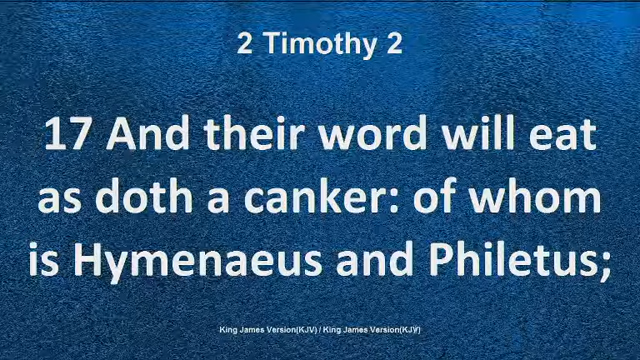 2 Timothy 2
17 And their word will eat
as doth a canker: of whom
is Hymenaeus and Philetus;
King James Version(KJV) / King James Version(KJV)